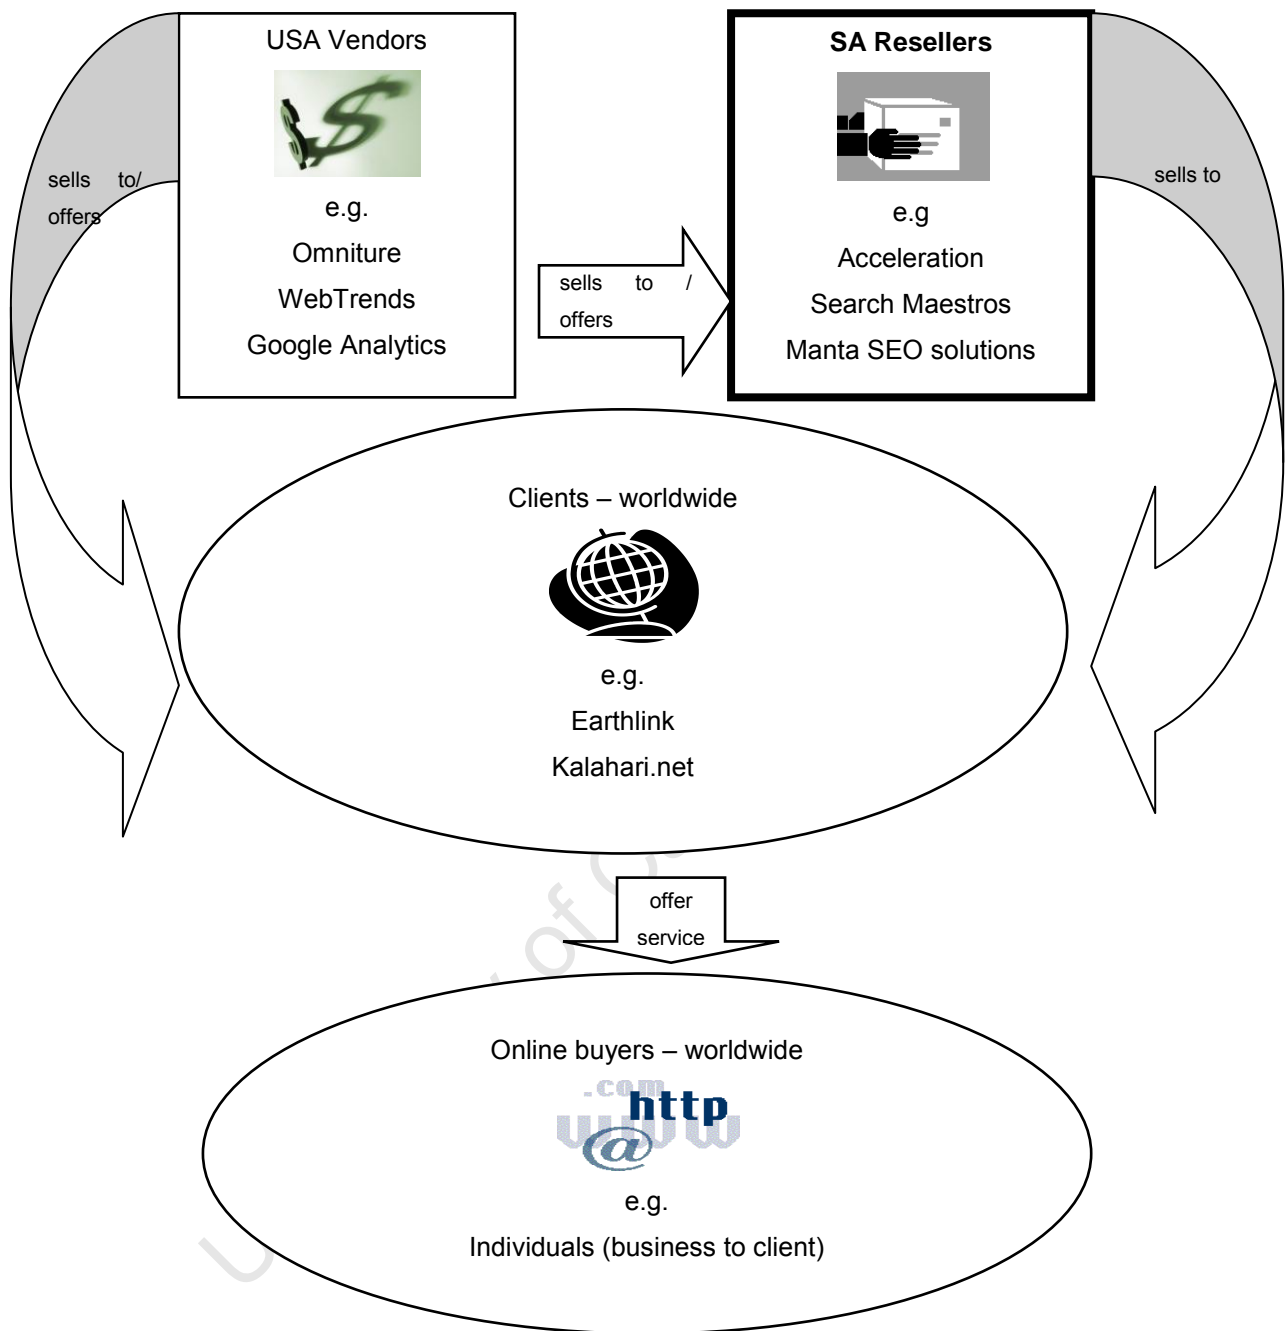 USA Vendors
e.g.
Omniture
WebTrends
Google Analytics
sells to/
offers
sells to /
offers
SA Resellers
e.g
Acceleration
Search Maestros
Manta SEO solutions
sells to
Clients – worldwide
e.g.
Earthlink
Kalahari.net
offer
service
Online buyers – worldwide
.com
http
www
@
e.g.
Individuals (business to client)
of